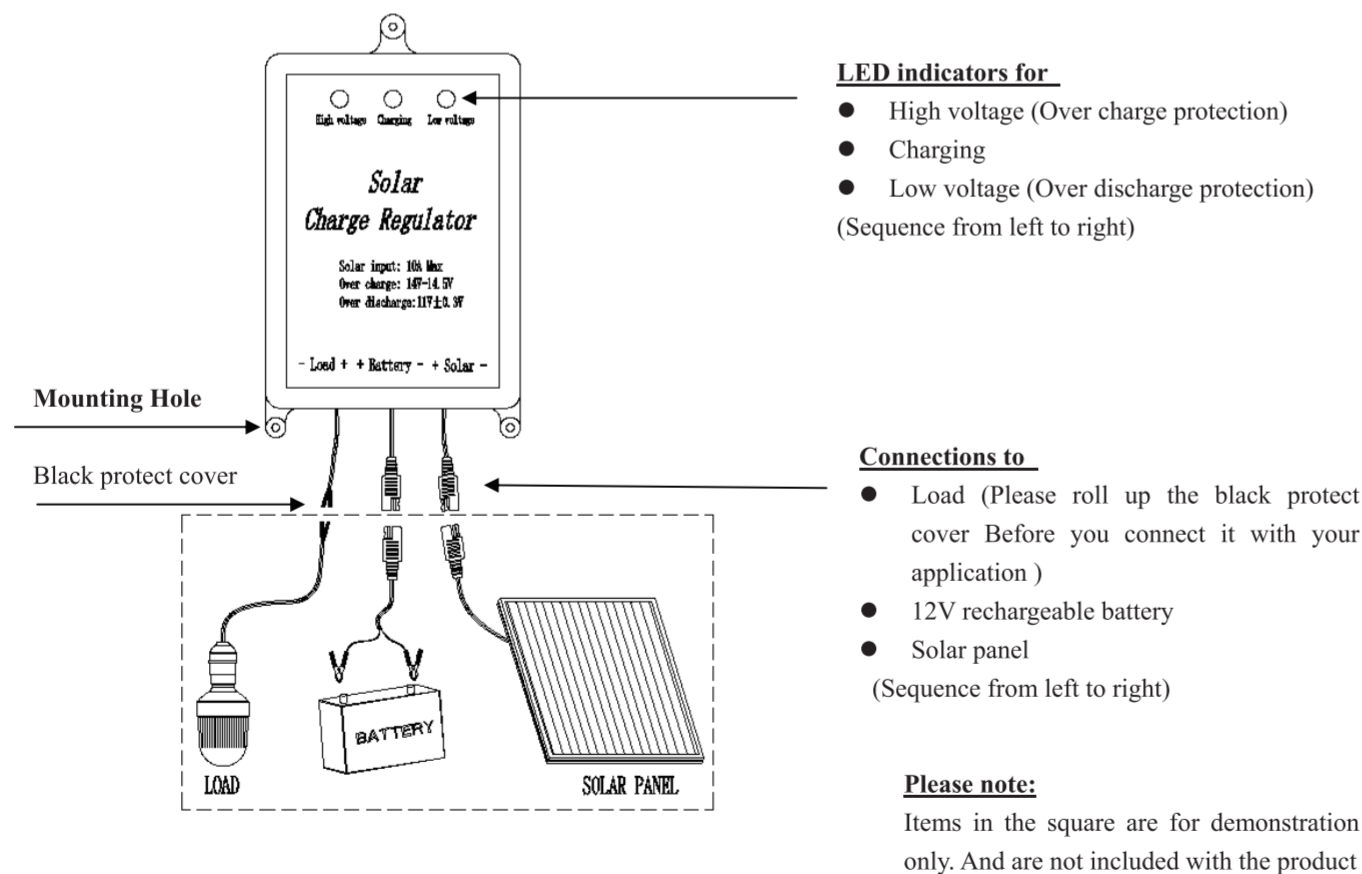 LED indicators for
● High voltage (Over charge protection)
● Charging
● Low voltage (Over discharge protection)
(Sequence from left to right)
High voltage Charging Low voltage
Solar
Charge Regulator
Solar input: 10A Max
Over charge: 14V-14.5V
Over discharge:11V±0.3V
- Load + + Battery - + Solar -
Mounting Hole
Black protect cover
Connections to
● Load (Please roll up the black protect
cover Before you connect it with your
application )
● 12V rechargeable battery
● Solar panel
(Sequence from left to right)
BATTERY
LOAD
SOLAR PANEL
Please note:
Items in the square are for demonstration
only. And are not included with the product